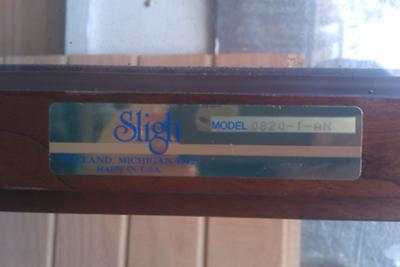 Sligh
MODEL 0820-1-AN
HOLLAND, MICHIGAN
MADE IN U.S.A.